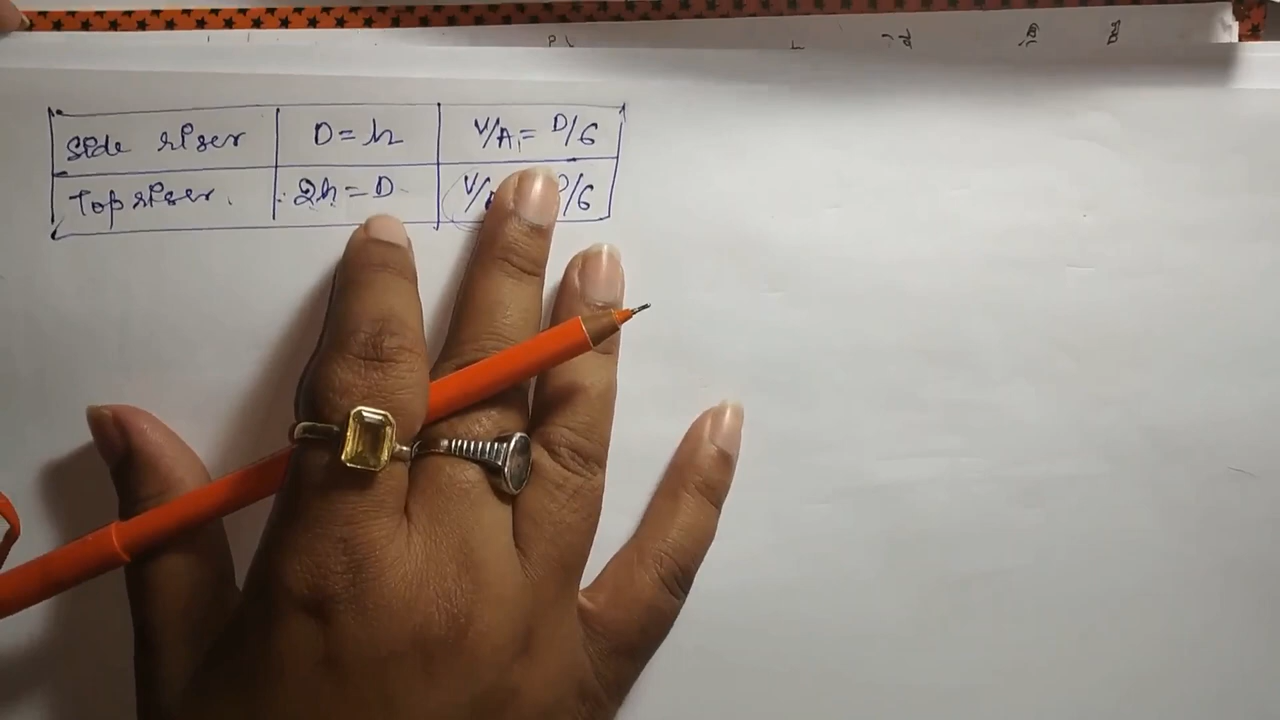 Side riser D = h V/A = D/6
Top riser. 2h = D V/ /6